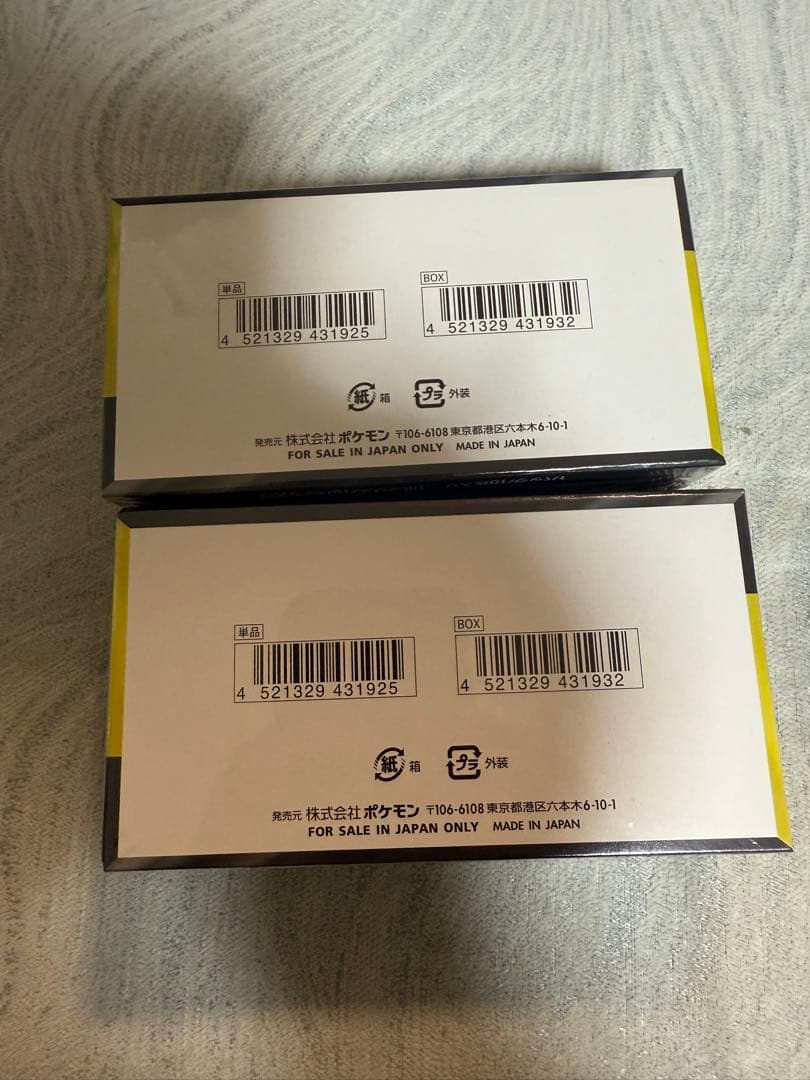 単品
BOX
4 521329 431925
4 521329 431932
紙 箱
プラ 外装
発売元 株式会社ポケモン 〒106-6108 東京都港区六本木6-10-1
FOR SALE IN JAPAN ONLY MADE IN JAPAN
単品
BOX
4 521329 431925
4 521329 431932
紙 箱
プラ 外装
発売元 株式会社ポケモン 〒106-6108 東京都港区六本木6-10-1
FOR SALE IN JAPAN ONLY MADE IN JAPAN